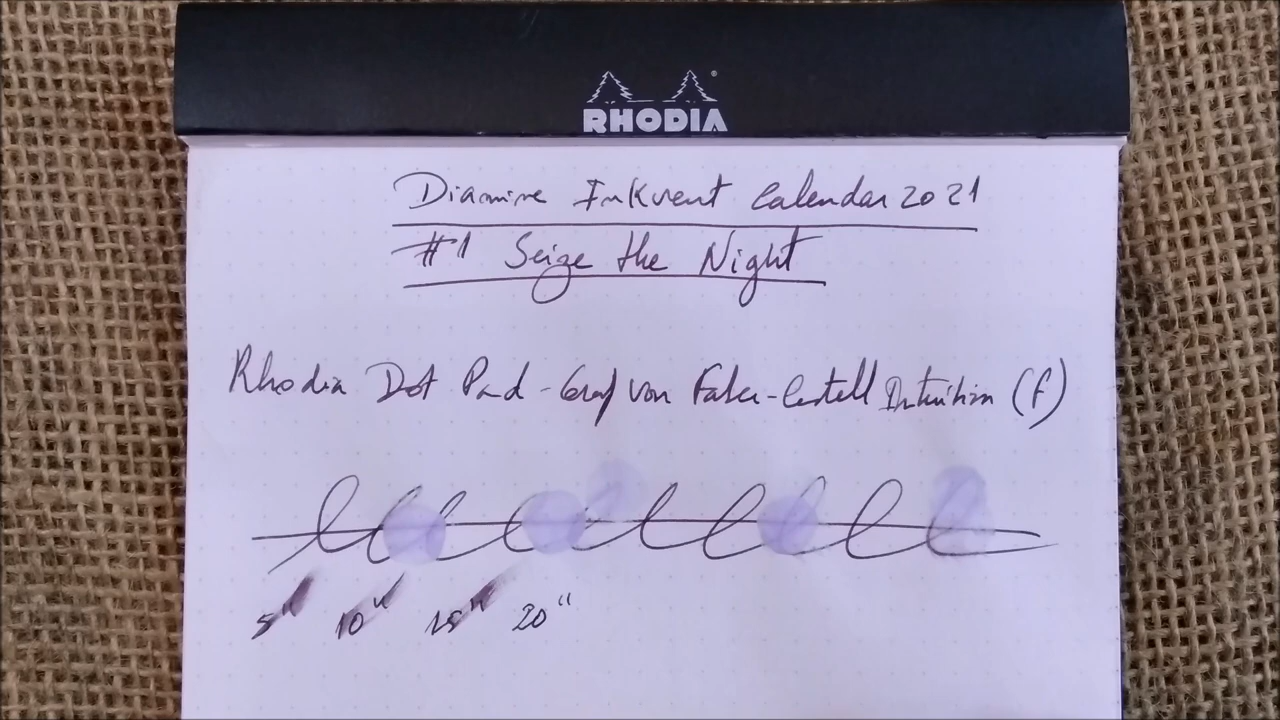 RHODIA
Diamine Inkvent Calendar 2021
#1 Seize the Night
Rhodia Dot Pad - Graf von Faber-Castell Intuition (f)
5" 10" 15" 20"